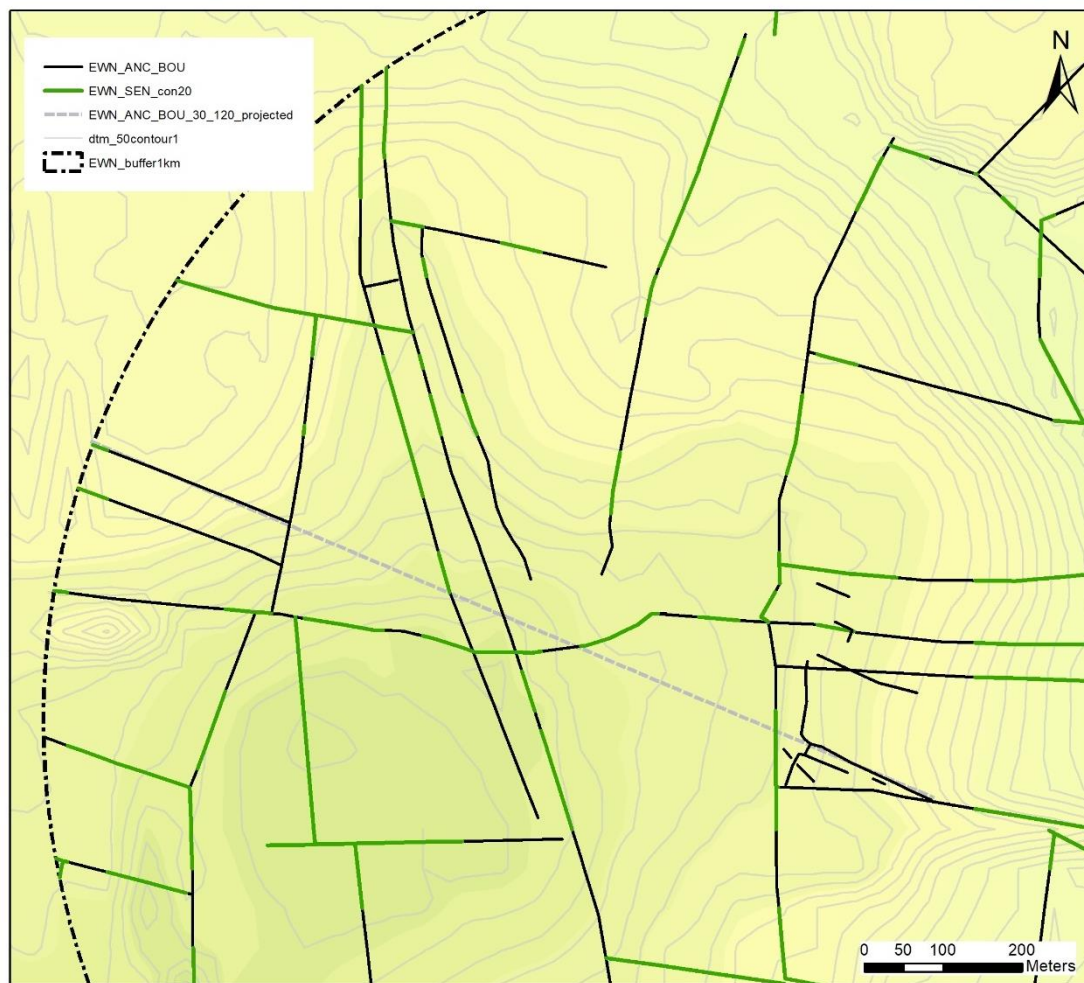 EWN_ANC_BOU
EWN_SEN_con20
EWN_ANC_BOU_30_120_projected
dtm_50contour1
EWN_buffer1km
N
0 50 100 200
Meters